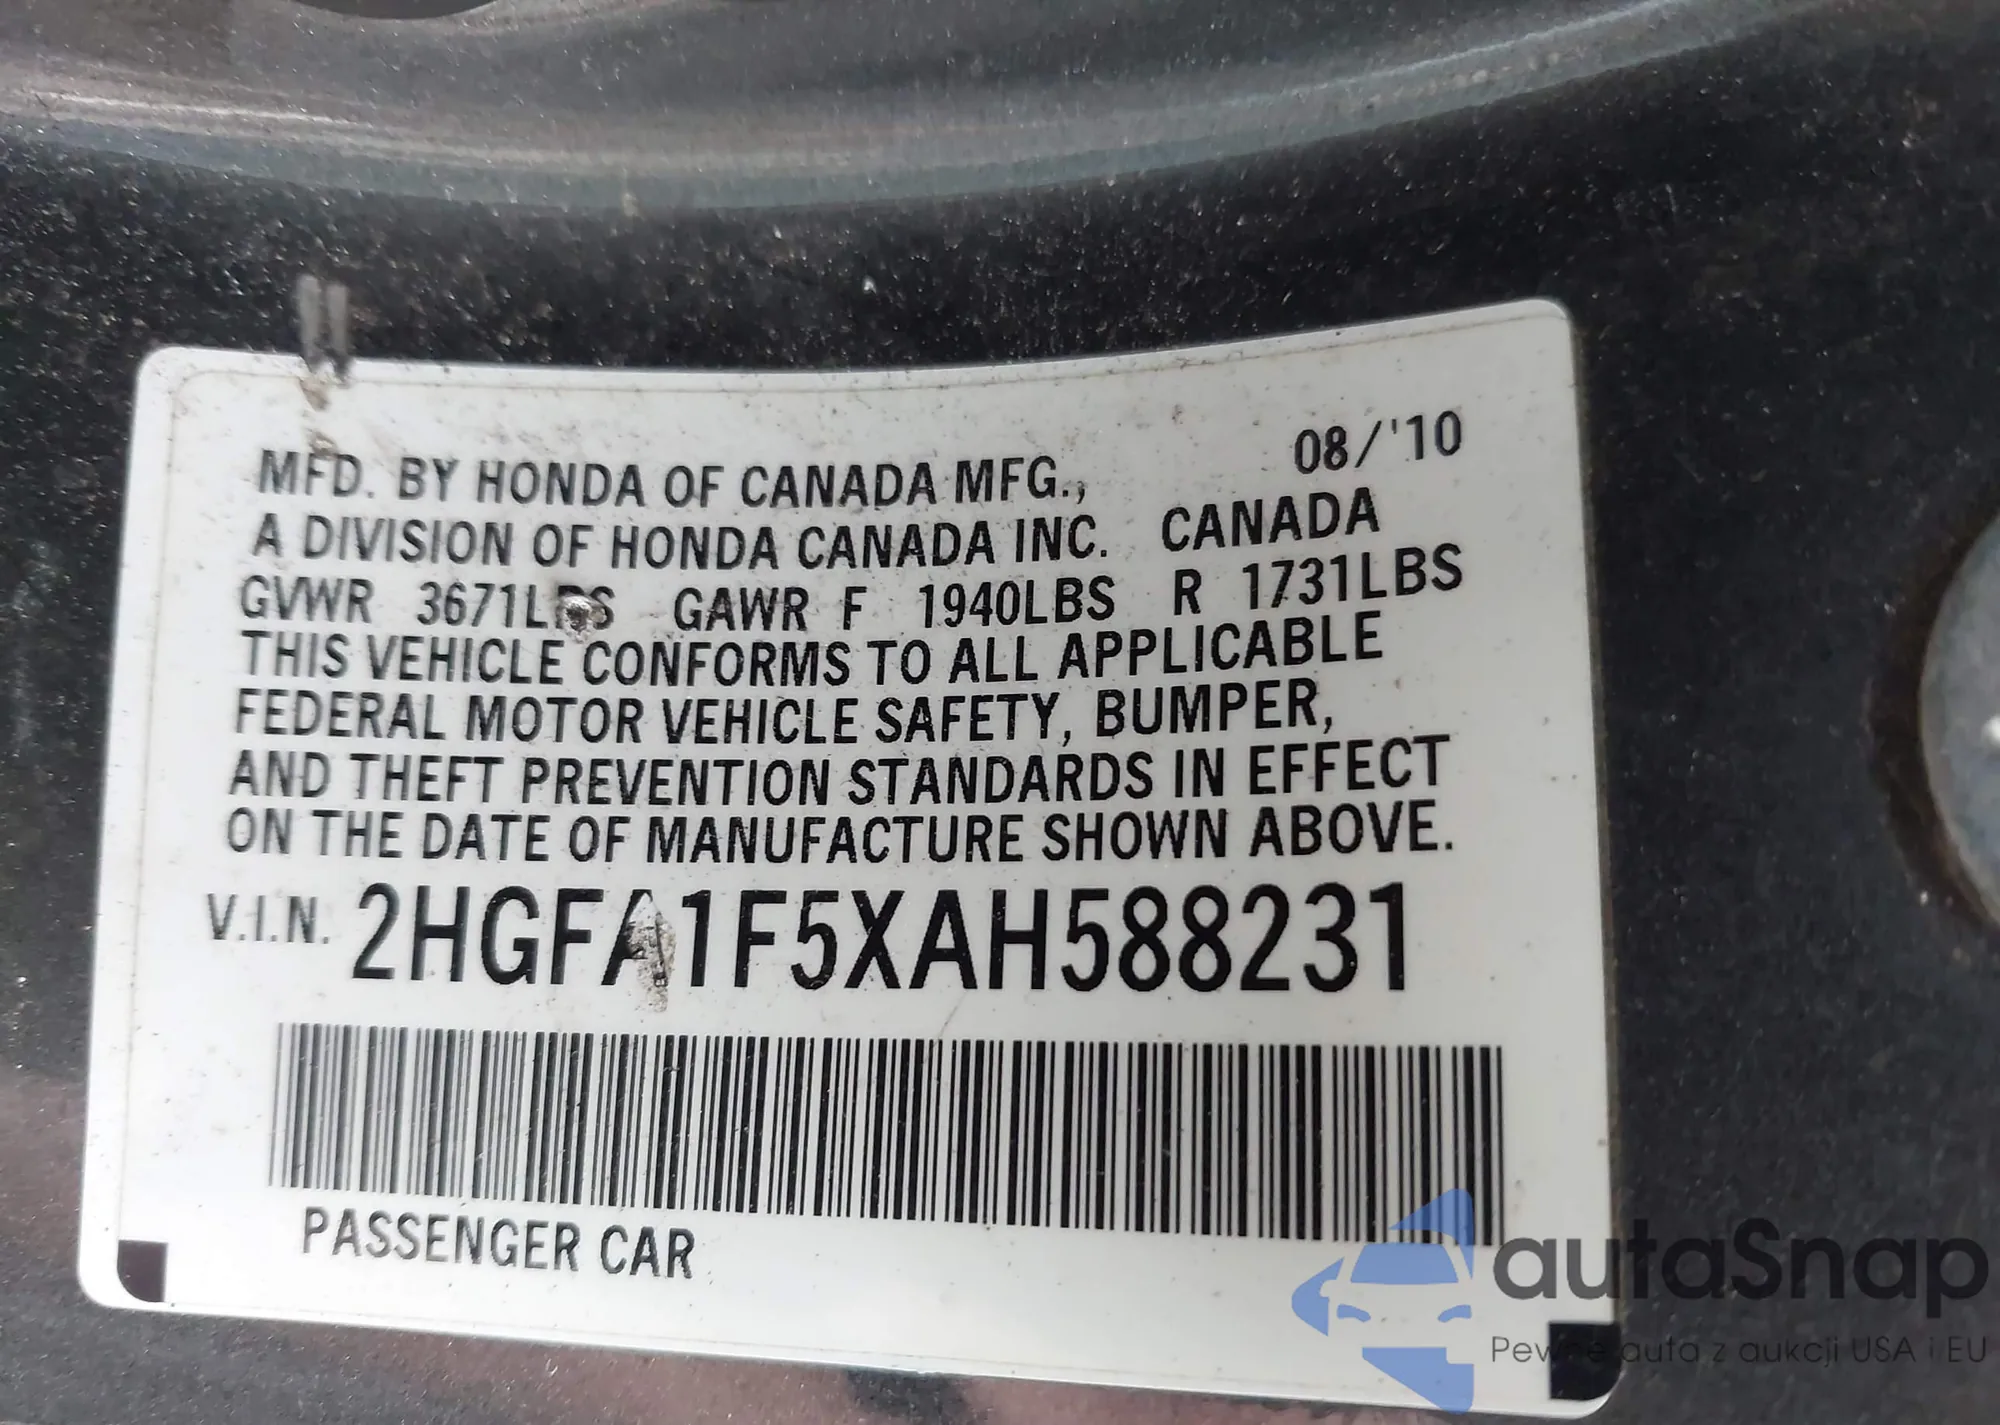 08/'10
MFD. BY HONDA OF CANADA MFG.,
A DIVISION OF HONDA CANADA INC. CANADA
GVWR 3671LBS GAWR F 1940LBS R 1731LBS
THIS VEHICLE CONFORMS TO ALL APPLICABLE
FEDERAL MOTOR VEHICLE SAFETY, BUMPER,
AND THEFT PREVENTION STANDARDS IN EFFECT
ON THE DATE OF MANUFACTURE SHOWN ABOVE.
V.I.N. 2HGFA1F5XAH588231
PASSENGER CAR
autaSnap
Pewne auta z aukcji USA i EU